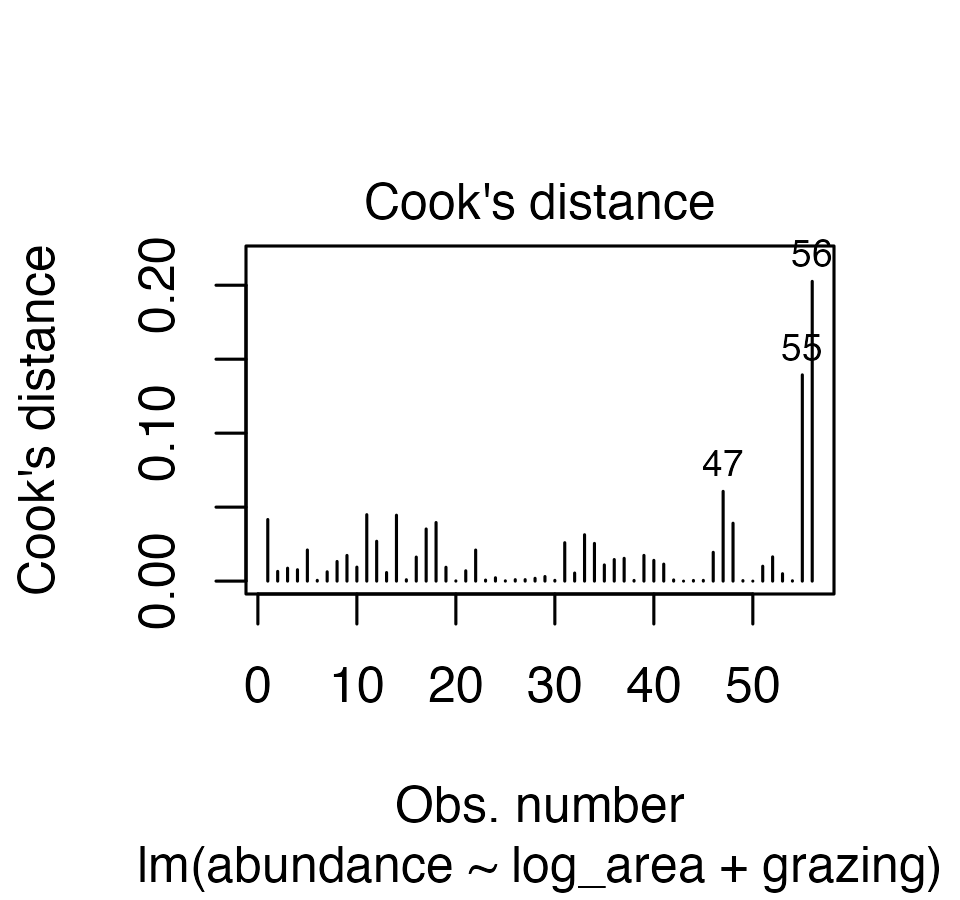 Cook's distance
Cook's distance
0.20
0.10
0.00
56
55
47
0 10 20 30 40 50
Obs. number
lm(abundance ~ log_area + grazing)